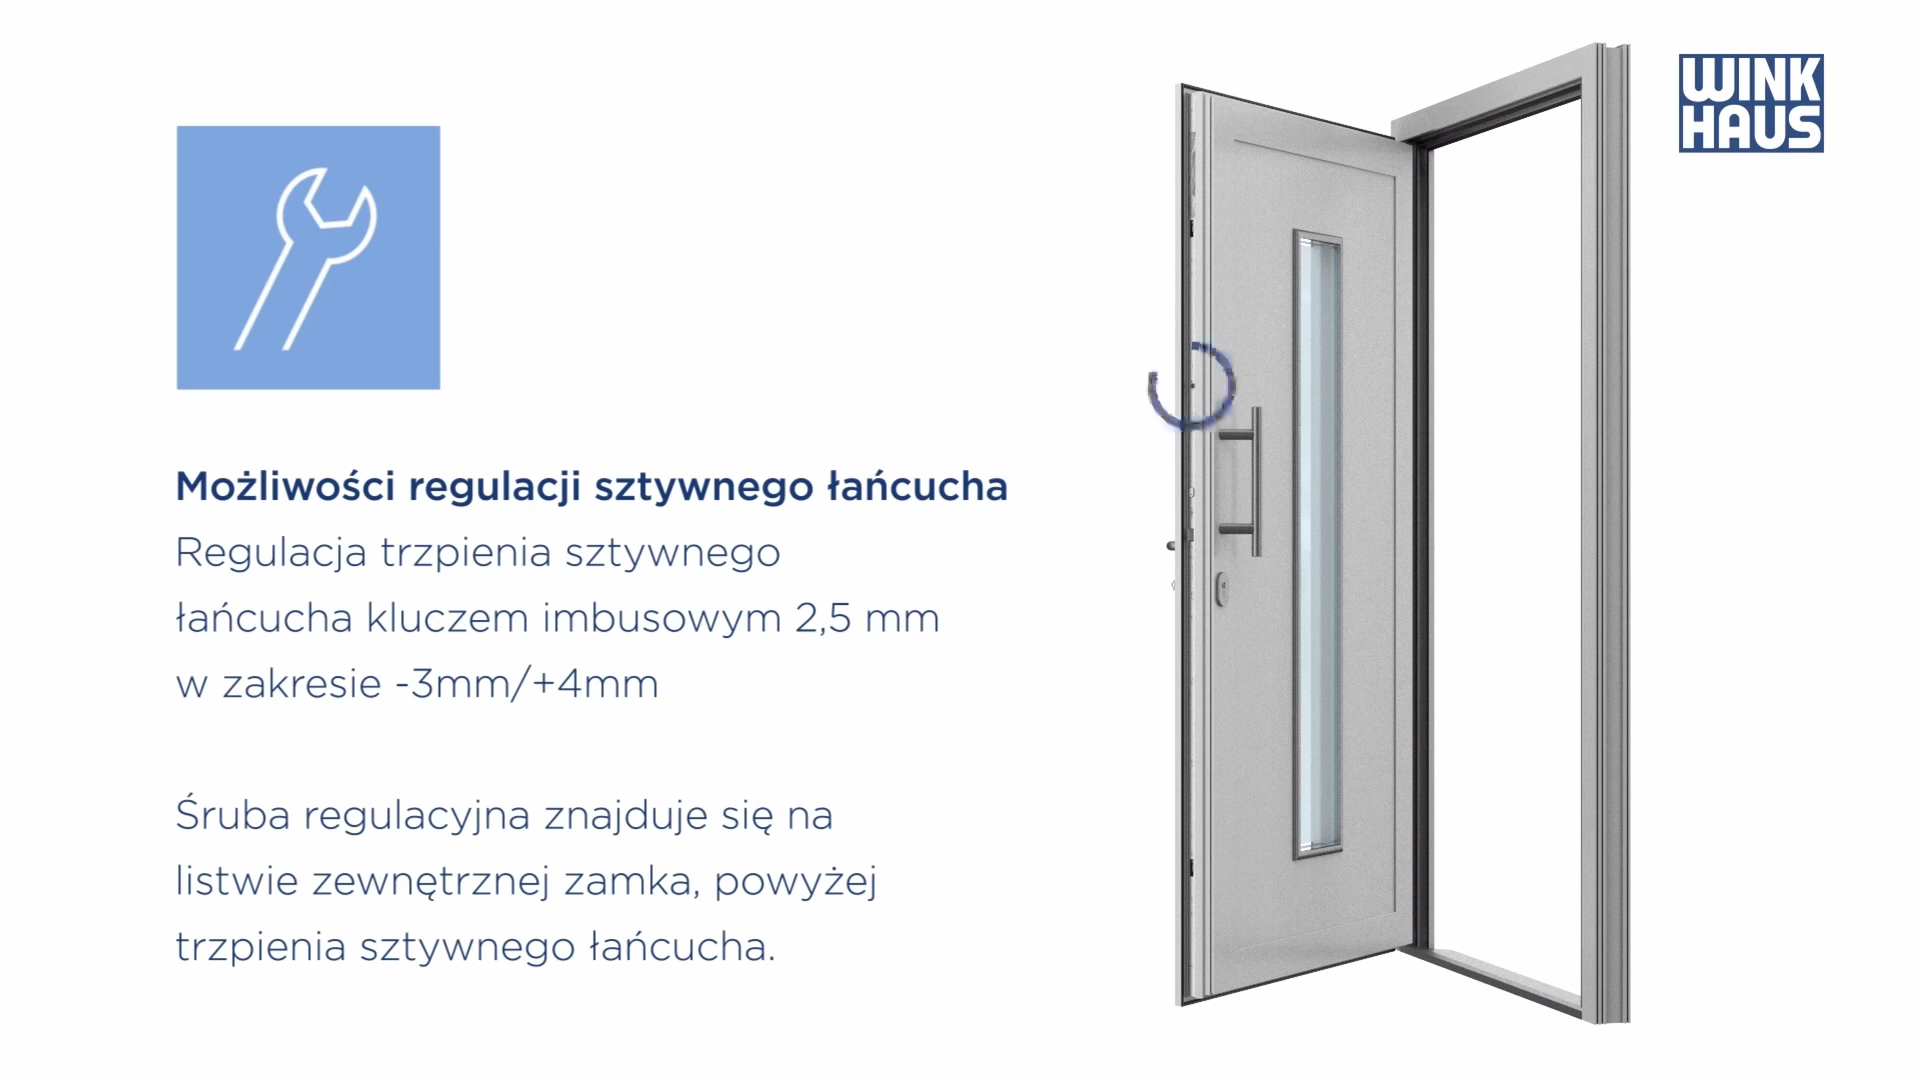 WINK
HAUS
Możliwości regulacji sztywnego łańcucha
Regulacja trzpienia sztywnego
łańcucha kluczem imbusowym 2,5 mm
w zakresie -3mm/+4mm
Śruba regulacyjna znajduje się na
listwie zewnętrznej zamka, powyżej
trzpienia sztywnego łańcucha.